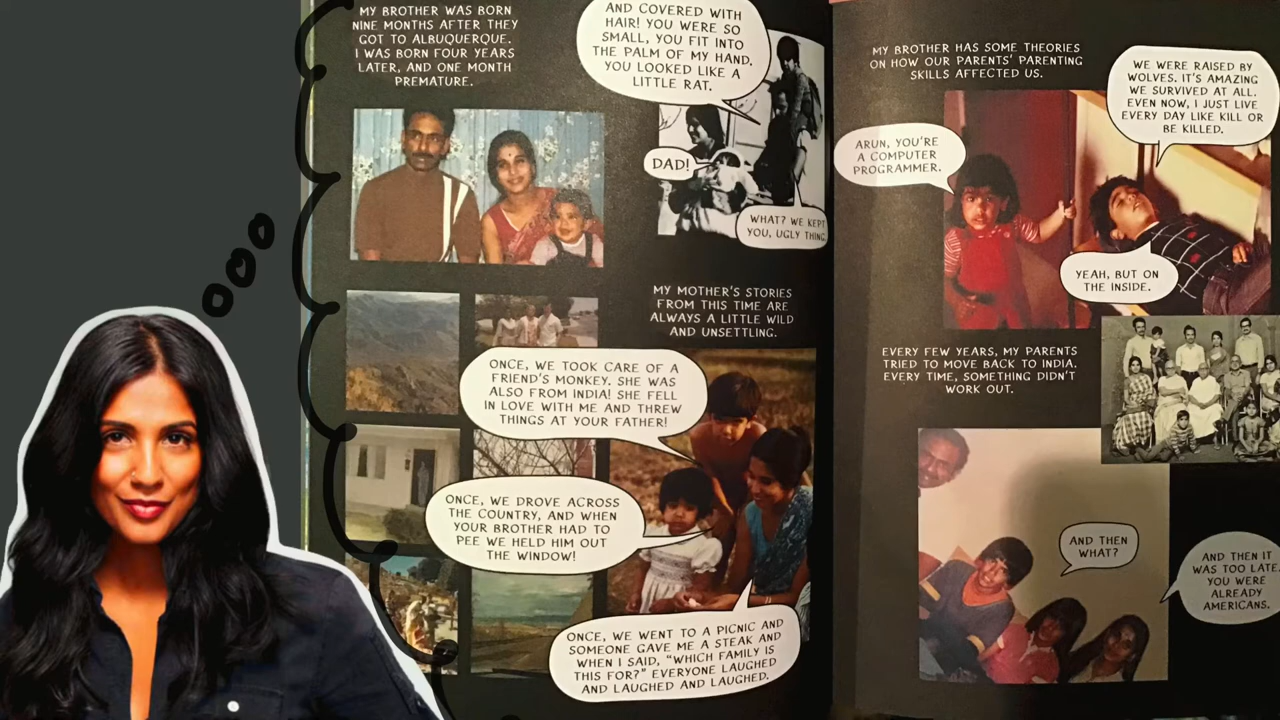 MY BROTHER WAS BORN
NINE MONTHS AFTER THEY
GOT TO ALBUQUERQUE.
I WAS BORN FOUR YEARS
LATER, AND ONE MONTH
PREMATURE.
AND COVERED WITH
HAIR! YOU WERE SO
SMALL, YOU FIT INTO
THE PALM OF MY HAND.
YOU LOOKED LIKE A
LITTLE RAT.
DAD!
WHAT? WE KEPT
YOU, UGLY THING
MY MOTHER'S STORIES
FROM THIS TIME ARE
ALWAYS A LITTLE WILD
AND UNSETTLING.
ONCE, WE TOOK CARE OF A
FRIEND'S MONKEY. SHE WAS
ALSO FROM INDIA! SHE FELL
IN LOVE WITH ME AND THREW
THINGS AT YOUR FATHER!
ONCE, WE DROVE ACROSS
THE COUNTRY, AND WHEN
YOUR BROTHER HAD TO
PEE WE HELD HIM OUT
THE WINDOW!
ONCE, WE WENT TO A PICNIC AND
SOMEONE GAVE ME A STEAK AND
WHEN I SAID, "WHICH FAMILY IS
THIS FOR?" EVERYONE LAUGHED
AND LAUGHED AND LAUGHED.
MY BROTHER HAS SOME THEORIES
ON HOW OUR PARENTS' PARENTING
SKILLS AFFECTED US.
WE WERE RAISED BY
WOLVES. IT'S AMAZING
WE SURVIVED AT ALL.
EVEN NOW, I JUST LIVE
EVERY DAY LIKE KILL OR
BE KILLED.
ARUN, YOU'RE
A COMPUTER
PROGRAMMER.
YEAH, BUT ON
THE INSIDE.
EVERY FEW YEARS, MY PARENTS
TRIED TO MOVE BACK TO INDIA.
EVERY TIME, SOMETHING DIDN'T
WORK OUT.
AND THEN
WHAT?
AND THEN IT
WAS TOO LATE.
YOU WERE
ALREADY
AMERICANS.